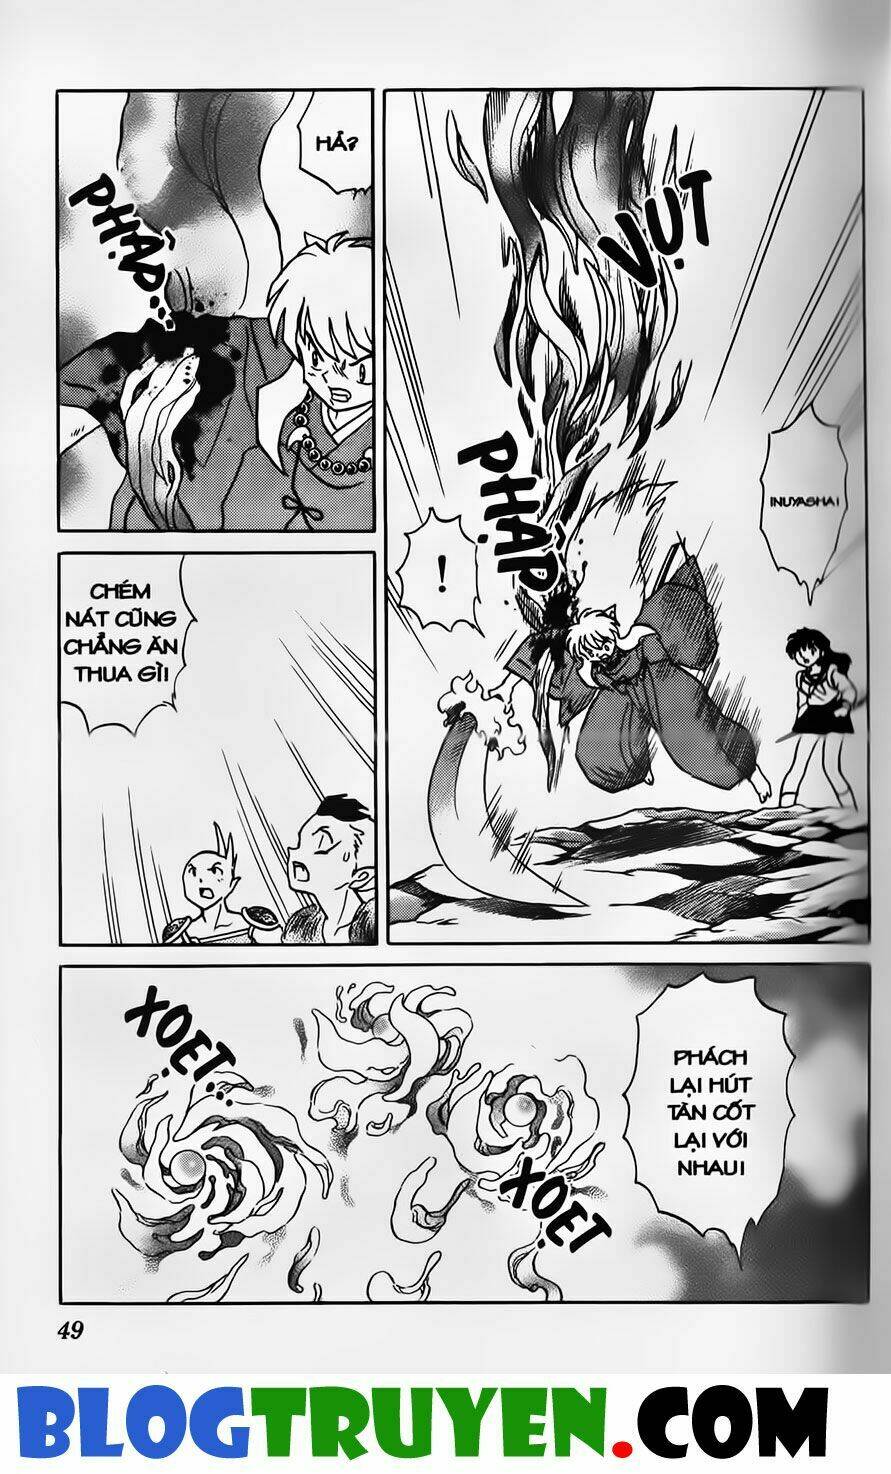 VỤT
INUYASHA!
PHẬP
!
HẢ?
PHẬP...
CHÉM
NÁT CŨNG
CHẲNG ĂN
THUA GÌ!
XOẸT...
PHÁCH
LẠI HÚT
TÀN CỐT
LẠI VỚI
NHAU!
XOẸT
49
BLOGTRUYEN.COM